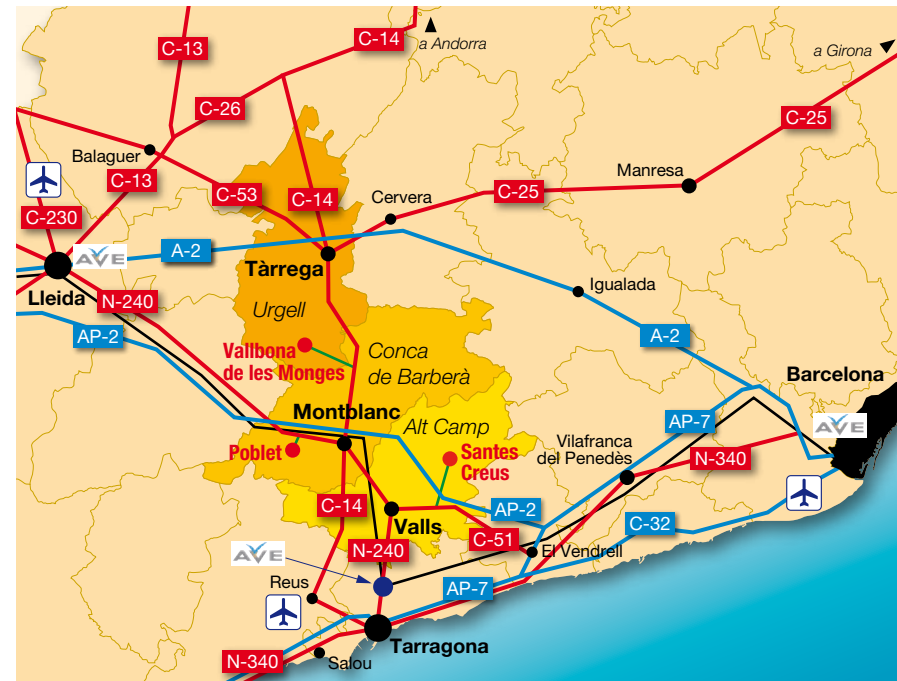 C-14
a Andorra
a Girona
C-13
C-26
C-25
Balaguer
C-13
Manresa
C-53
C-14
C-25
Cervera
C-230
AVE
A-2
Tàrrega
Lleida
Igualada
N-240
Urgell
AP-2
A-2
Vallbona
de les Monges
Conca
de Barberà
Barcelona
Montblanc
AP-7
Alt Camp
AVE
Vilafranca
del Penedès
Poblet
Santes
Creus
N-340
C-14
AP-2
Valls
C-32
C-51
AVE
N-240
El Vendrell
Reus
AP-7
Tarragona
N-340
Salou